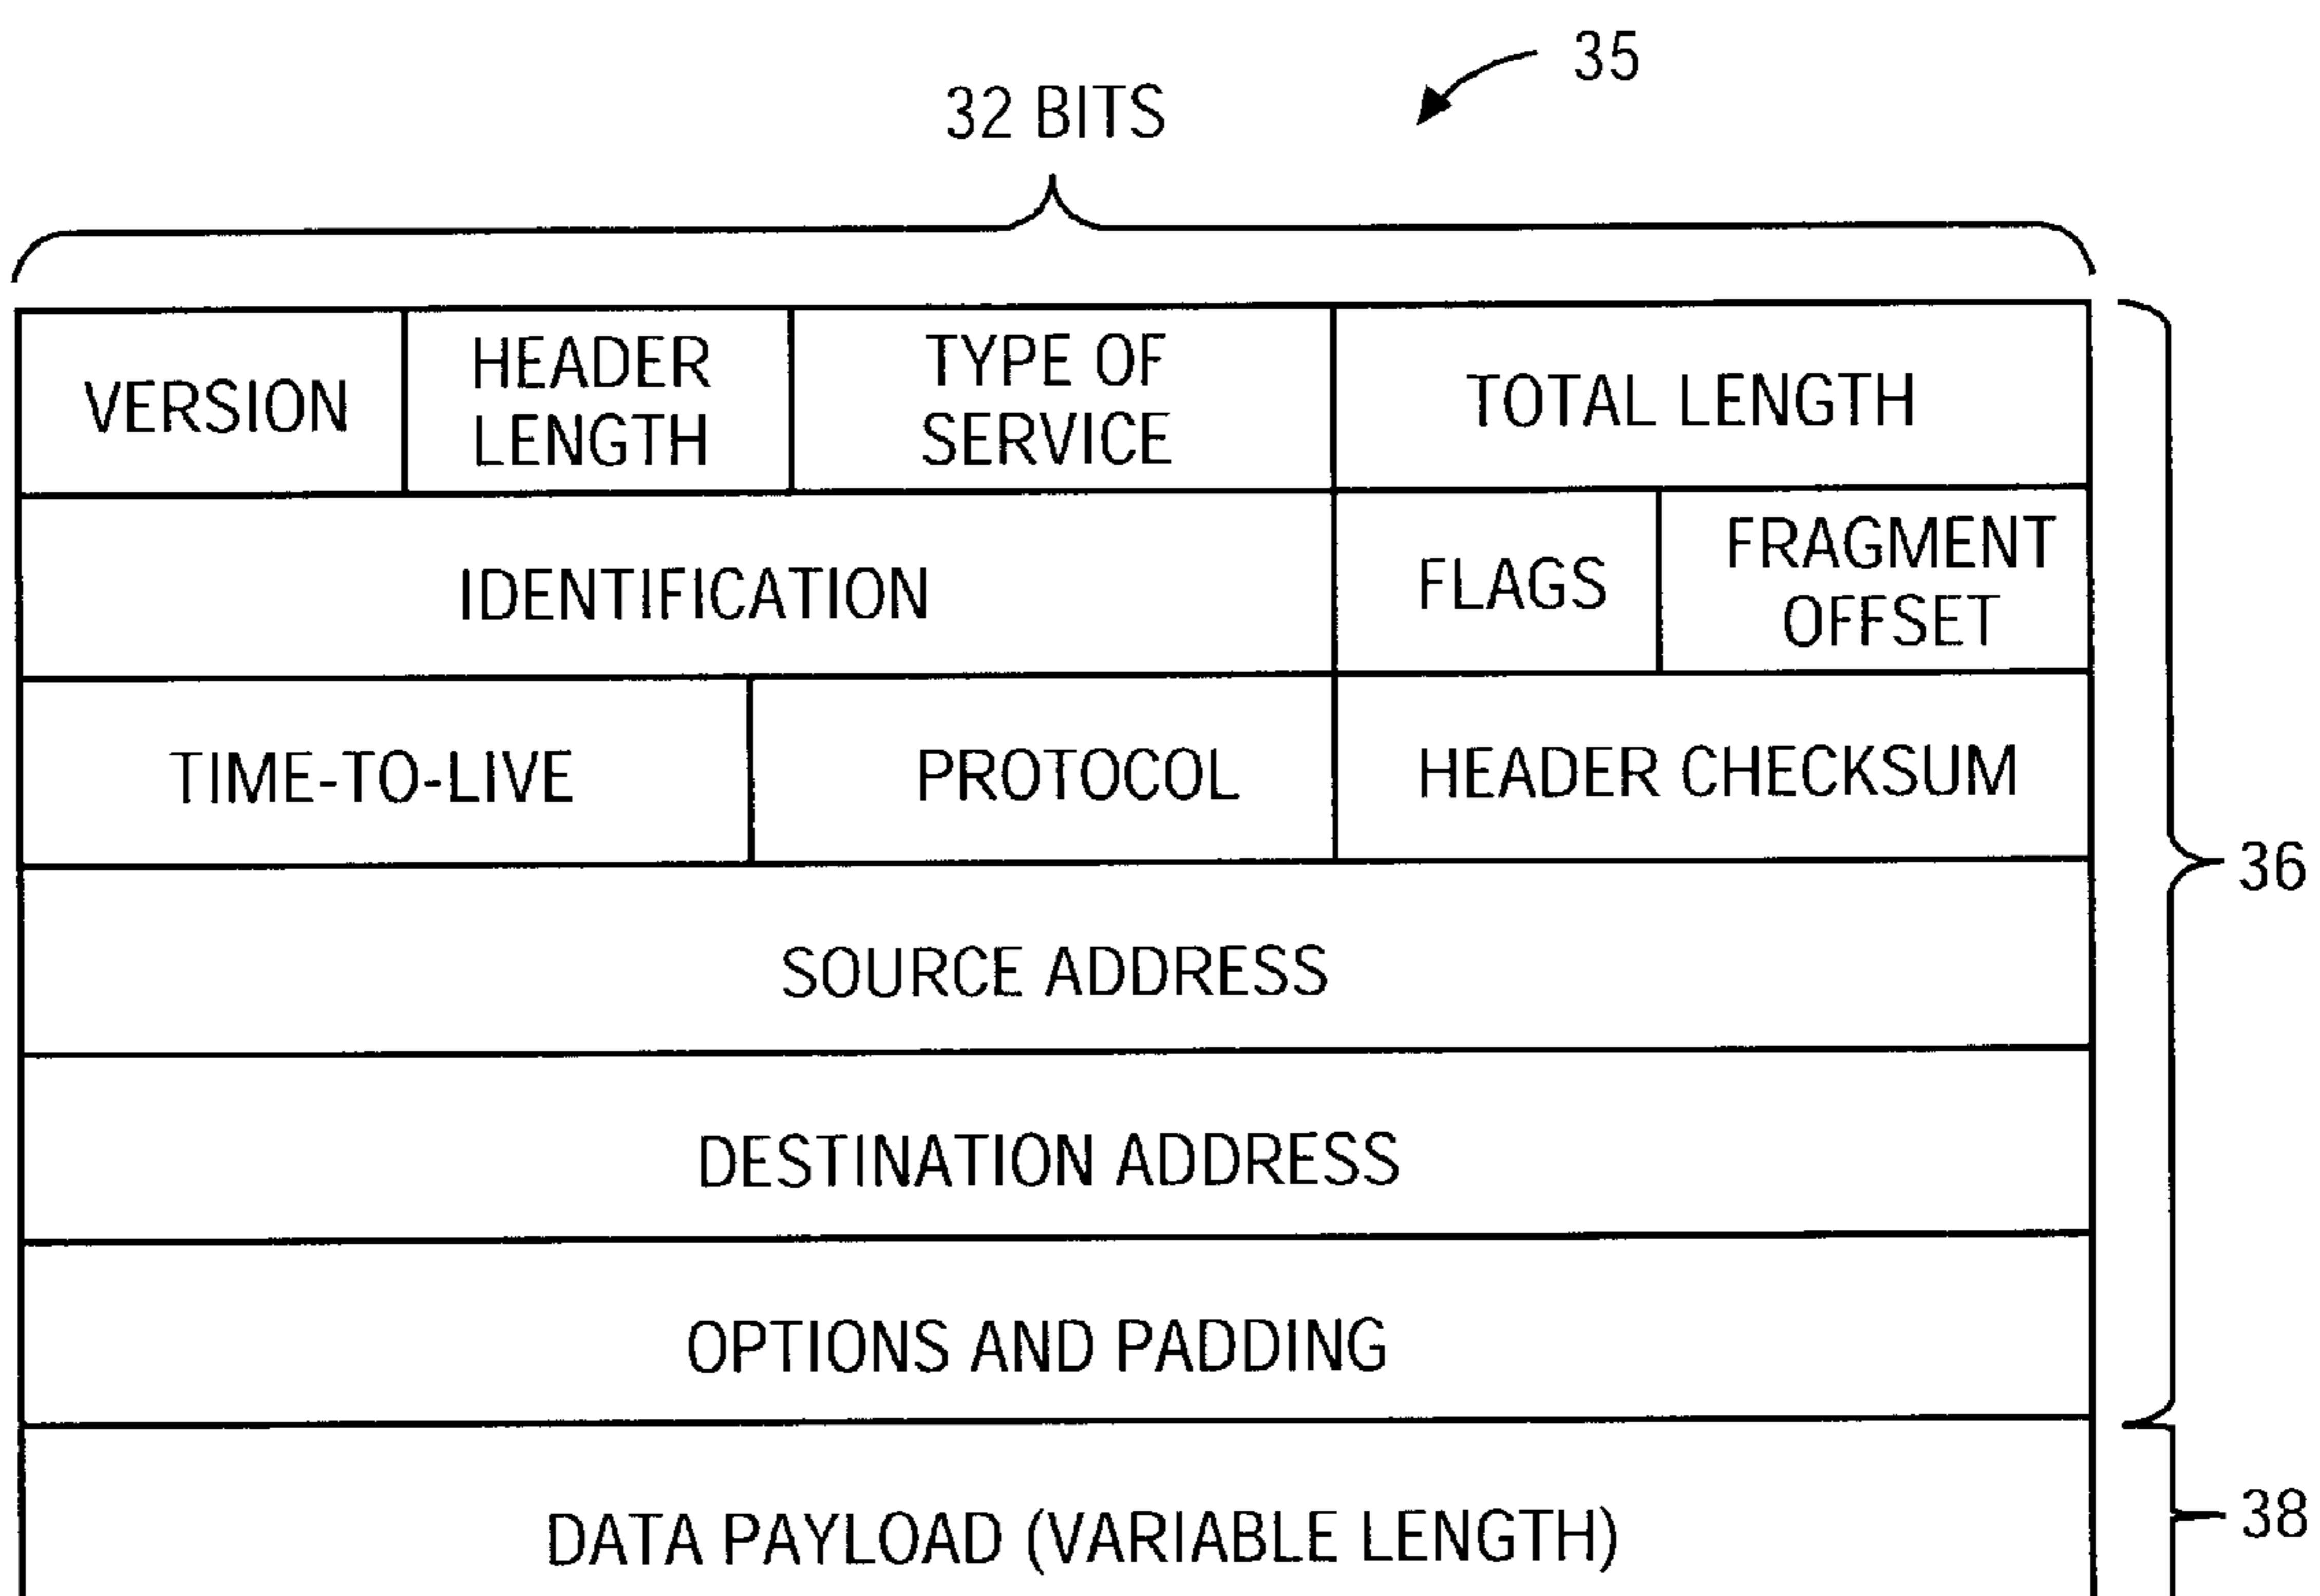 35
32 BITS
VERSION
HEADER
LENGTH
TYPE OF
SERVICE
TOTAL LENGTH
IDENTIFICATION
FLAGS
FRAGMENT
OFFSET
TIME-TO-LIVE
PROTOCOL
HEADER CHECKSUM
36
SOURCE ADDRESS
DESTINATION ADDRESS
OPTIONS AND PADDING
DATA PAYLOAD (VARIABLE LENGTH)
38